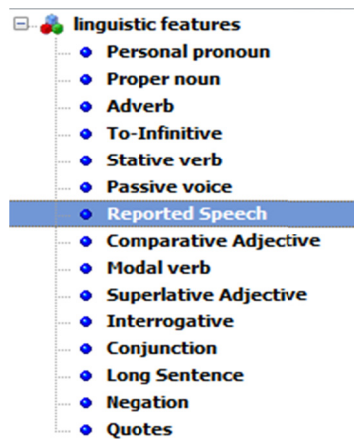 linguistic features
Personal pronoun
Proper noun
Adverb
To-Infinitive
Stative verb
Passive voice
Reported Speech
Comparative Adjective
Modal verb
Superlative Adjective
Interrogative
Conjunction
Long Sentence
Negation
Quotes